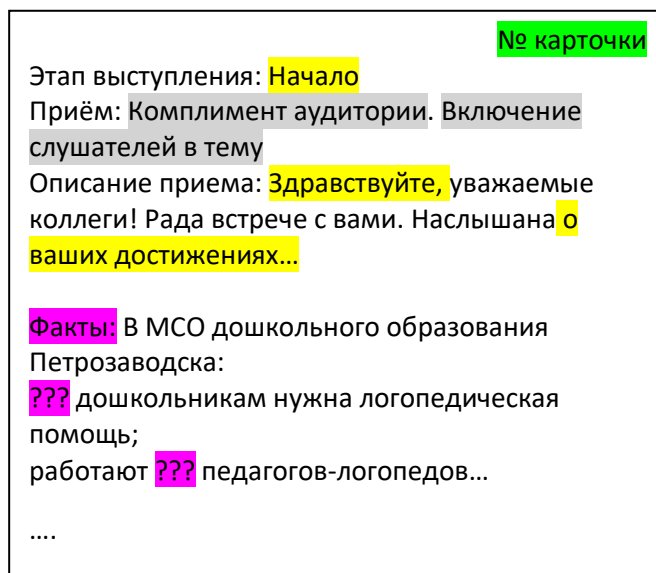 № карточки
Этап выступления: Начало
Приём: Комплимент аудитории. Включение
слушателей в тему
Описание приема: Здравствуйте, уважаемые
коллеги! Рада встрече с вами. Наслышана о
ваших достижениях…
Факты: В МСО дошкольного образования
Петрозаводска:
??? дошкольникам нужна логопедическая
помощь;
работают ??? педагогов-логопедов…
….